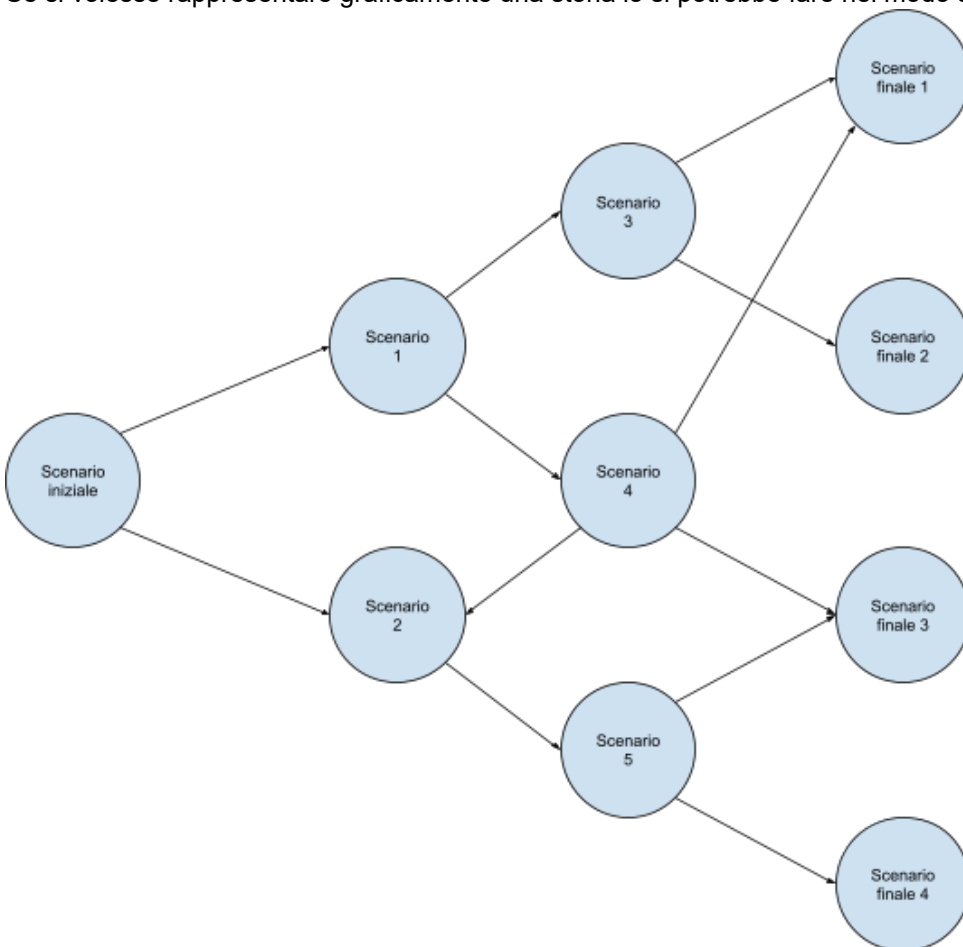 Se si volesse rappresentare graficamente una storia lo si potrebbe fare nel modo
Scenario
finale 1
Scenario
3
Scenario
1
Scenario
finale 2
Scenario
iniziale
Scenario
4
Scenario
2
Scenario
finale 3
Scenario
5
Scenario
finale 4